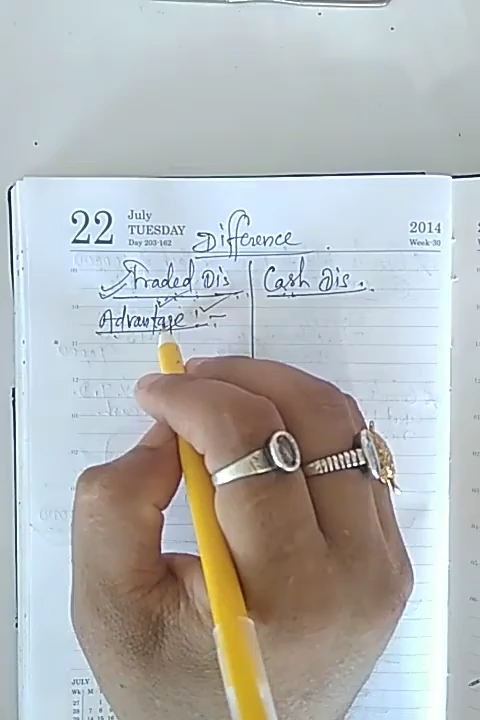 22 July 2014
TUESDAY
Day 203-162 Week-30
Difference
Traded Dis Cash Dis.
Advantage :-
JULY